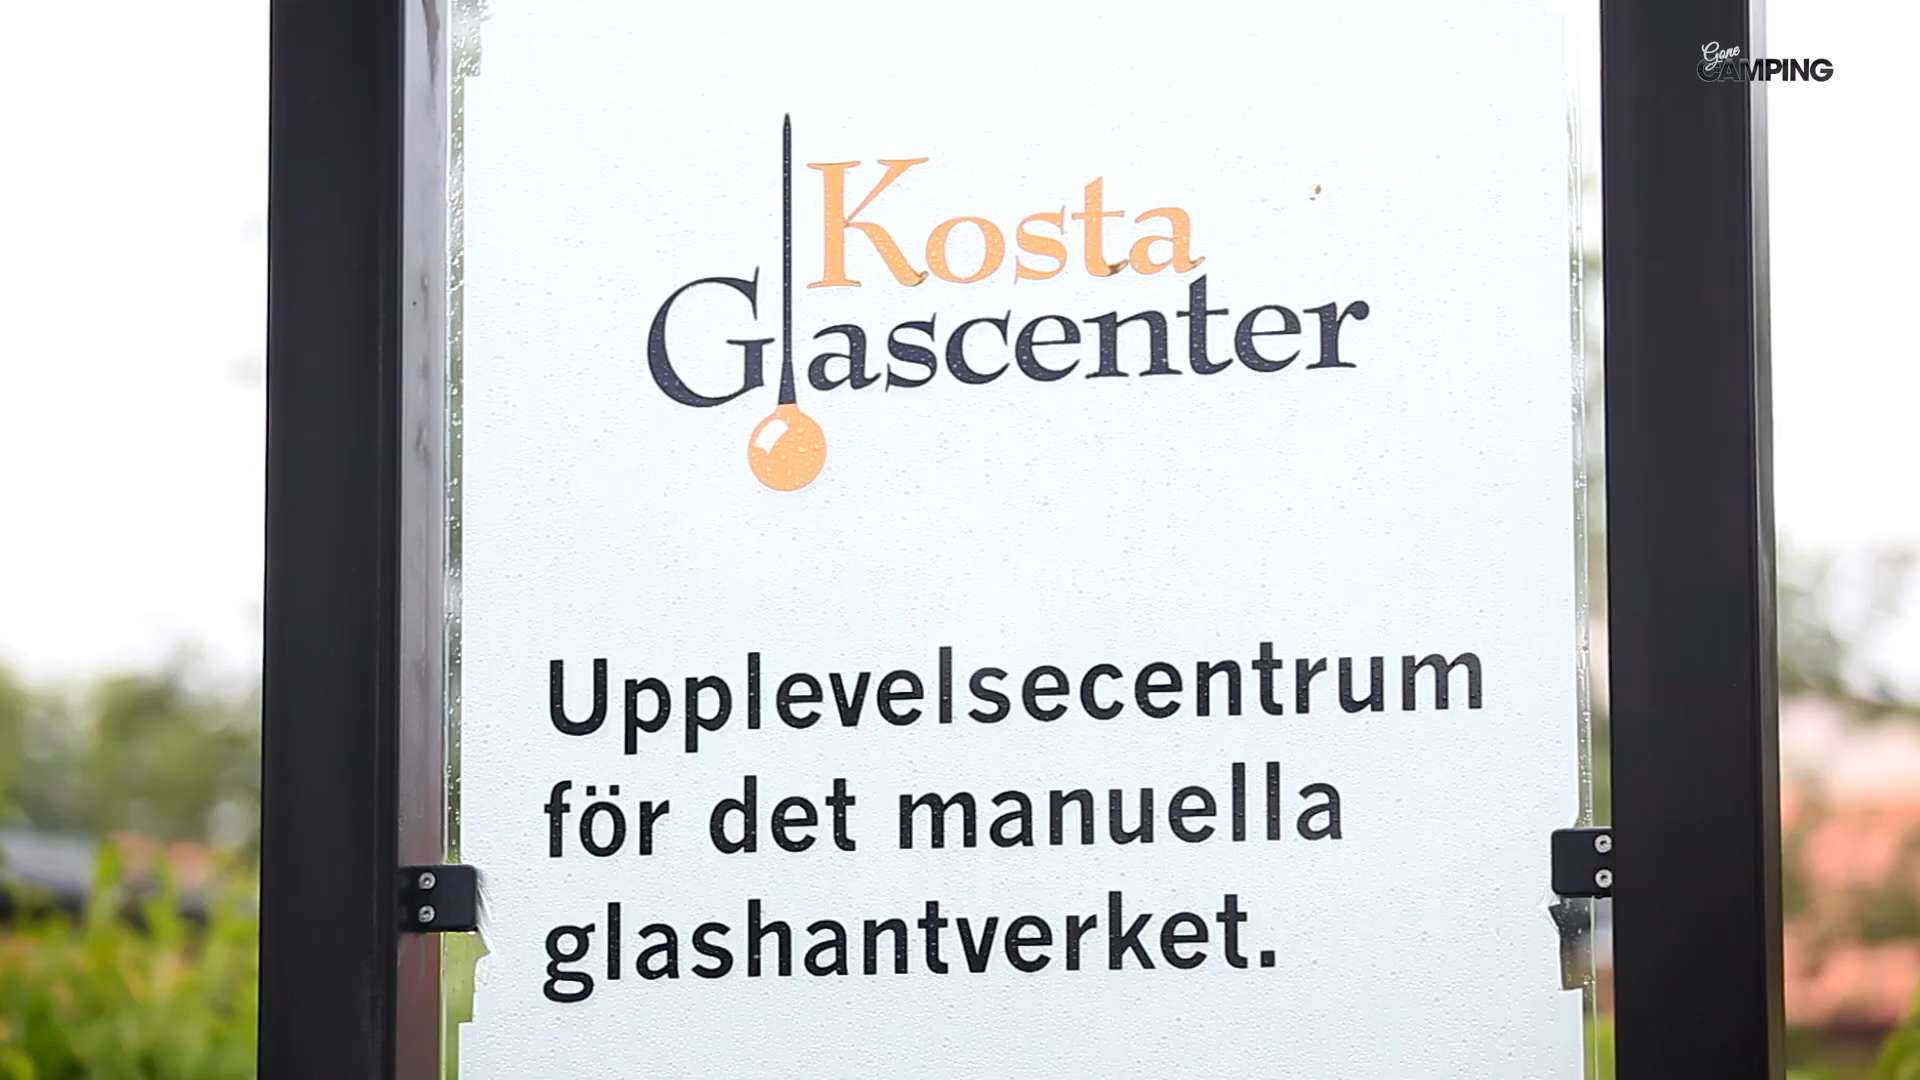 Gone
CAMPING
Kosta
Glascenter
Upplevelsecentrum
för det manuella
glashantverket.